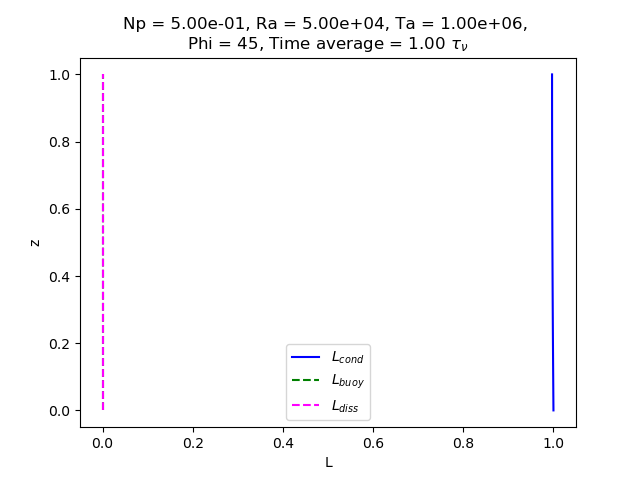 Np = 5.00e-01, Ra = 5.00e+04, Ta = 1.00e+06,
Phi = 45, Time average = 1.00 τν
z
1.0
0.8
0.6
0.4
0.2
0.0
L_cond
L_buoy
L_diss
0.0 0.2 0.4 0.6 0.8 1.0
L